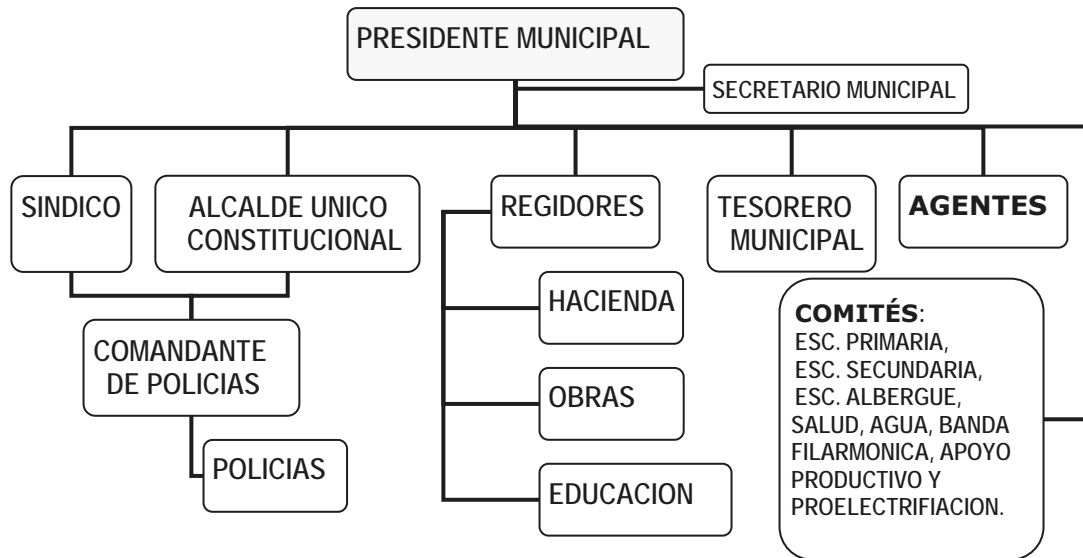 PRESIDENTE MUNICIPAL
SECRETARIO MUNICIPAL
SINDICO
ALCALDE UNICO
CONSTITUCIONAL
REGIDORES
TESORERO
MUNICIPAL
AGENTES
HACIENDA
OBRAS
EDUCACION
COMANDANTE
DE POLICIAS
POLICIAS
COMITÉS:
ESC. PRIMARIA,
ESC. SECUNDARIA,
ESC. ALBERGUE,
SALUD, AGUA, BANDA
FILARMONICA, APOYO
PRODUCTIVO Y
PROELECTRIFIACION.